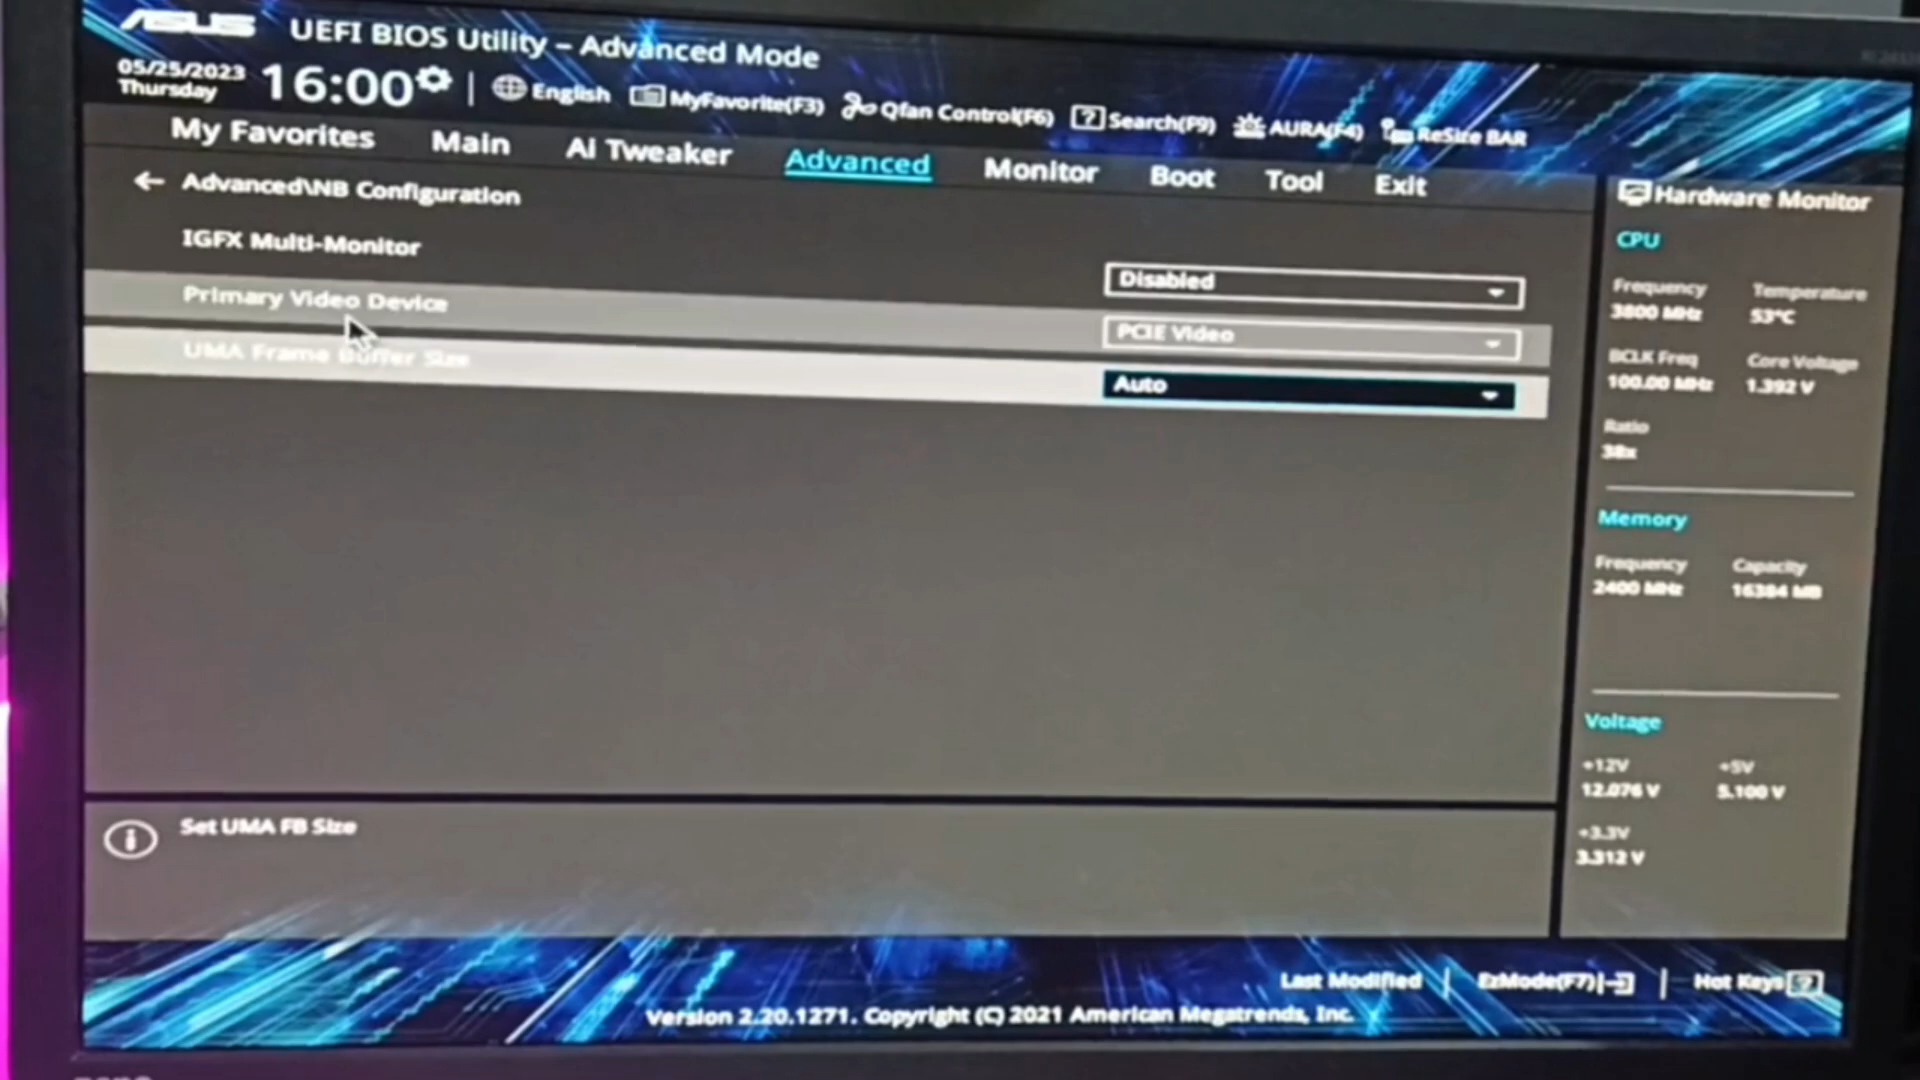 ASUS UEFI BIOS Utility – Advanced Mode
05/25/2023
Thursday
16:00
English
MyFavorite(F3)
Qfan Control(F6)
Search(F9)
AURA(F4)
ReSize BAR
My Favorites
Main
Ai Tweaker
Advanced
Monitor
Boot
Tool
Exit
Advanced\NB Configuration
IGFX Multi-Monitor
Disabled
Primary Video Device
PCIE Video
UMA Frame Buffer Size
Auto
Set UMA FB Size
Hardware Monitor
CPU
Frequency Temperature
3800 MHz 53°C
BCLK Freq Core Voltage
100.00 MHz 1.392 V
Ratio
38x
Memory
Frequency Capacity
2400 MHz 16384 MB
Voltage
+12V +5V
12.076 V 5.100 V
+3.3V
3.312 V
Last Modified
EzMode(F7)
Hot Keys ?
Version 2.20.1271. Copyright (C) 2021 American Megatrends, Inc.